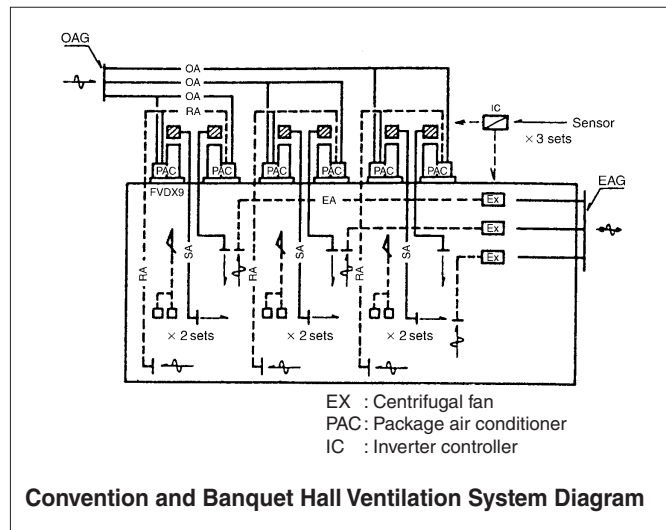 OAG
OA
OA
OA
RA
IC
Sensor
× 3 sets
PAC PAC PAC PAC PAC PAC
FVDX9
EAG
EA
Ex
Ex
Ex
RA SA RA SA RA SA
× 2 sets × 2 sets × 2 sets
EX : Centrifugal fan
PAC: Package air conditioner
IC : Inverter controller
Convention and Banquet Hall Ventilation System Diagram